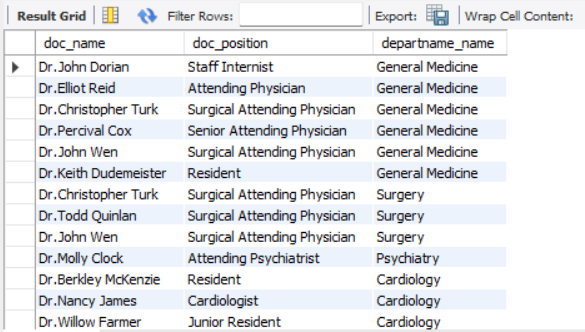 Result Grid Filter Rows: Export: Wrap Cell Content:
doc_name doc_position departname_name
Dr.John Dorian Staff Internist General Medicine
Dr.Elliot Reid Attending Physician General Medicine
Dr.Christopher Turk Surgical Attending Physician General Medicine
Dr.Percival Cox Senior Attending Physician General Medicine
Dr.John Wen Surgical Attending Physician General Medicine
Dr.Keith Dudemeister Resident General Medicine
Dr.Christopher Turk Surgical Attending Physician Surgery
Dr.Todd Quinlan Surgical Attending Physician Surgery
Dr.John Wen Surgical Attending Physician Surgery
Dr.Molly Clock Attending Psychiatrist Psychiatry
Dr.Berkley McKenzie Resident Cardiology
Dr.Nancy James Cardiologist Cardiology
Dr.Willow Farmer Junior Resident Cardiology